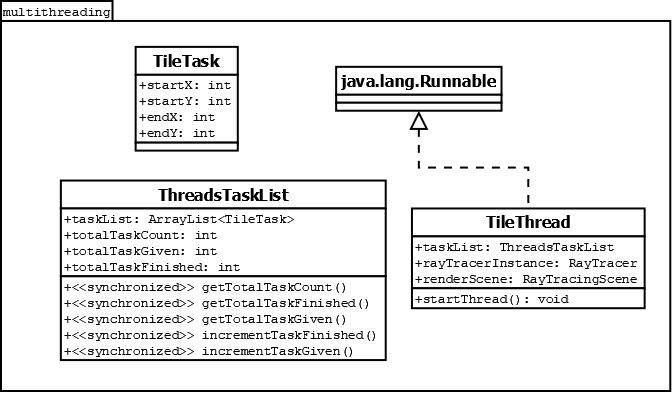 multithreading
TileTask
+startX: int
+startY: int
+endX: int
+endY: int
java.lang.Runnable
ThreadsTaskList
+taskList: ArrayList<TileTask>
+totalTaskCount: int
+totalTaskGiven: int
+totalTaskFinished: int
+<<synchronized>> getTotalTaskCount()
+<<synchronized>> getTotalTaskFinished()
+<<synchronized>> getTotalTaskGiven()
+<<synchronized>> incrementTaskFinished()
+<<synchronized>> incrementTaskGiven()
TileThread
+taskList: ThreadsTaskList
+rayTracerInstance: RayTracer
+renderScene: RayTracingScene
+startThread(): void